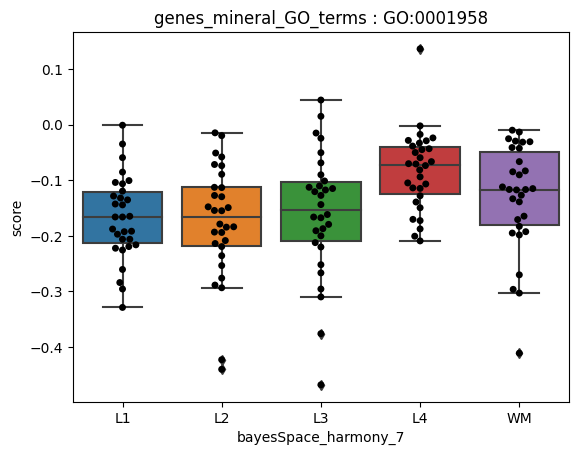 genes_mineral_GO_terms : GO:0001958
0.1
0.0
−0.1
−0.2
−0.3
−0.4
score
L1 L2 L3 L4 WM
bayesSpace_harmony_7